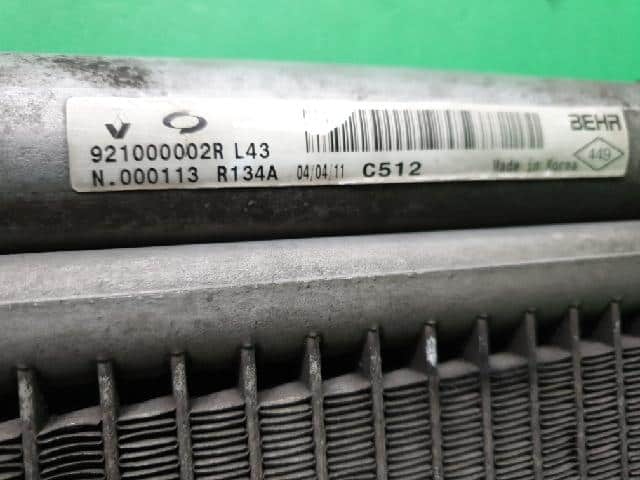 BEHR
921000002R L43
N.000113 R134A 04/04/11 C512
Made in Korea
449